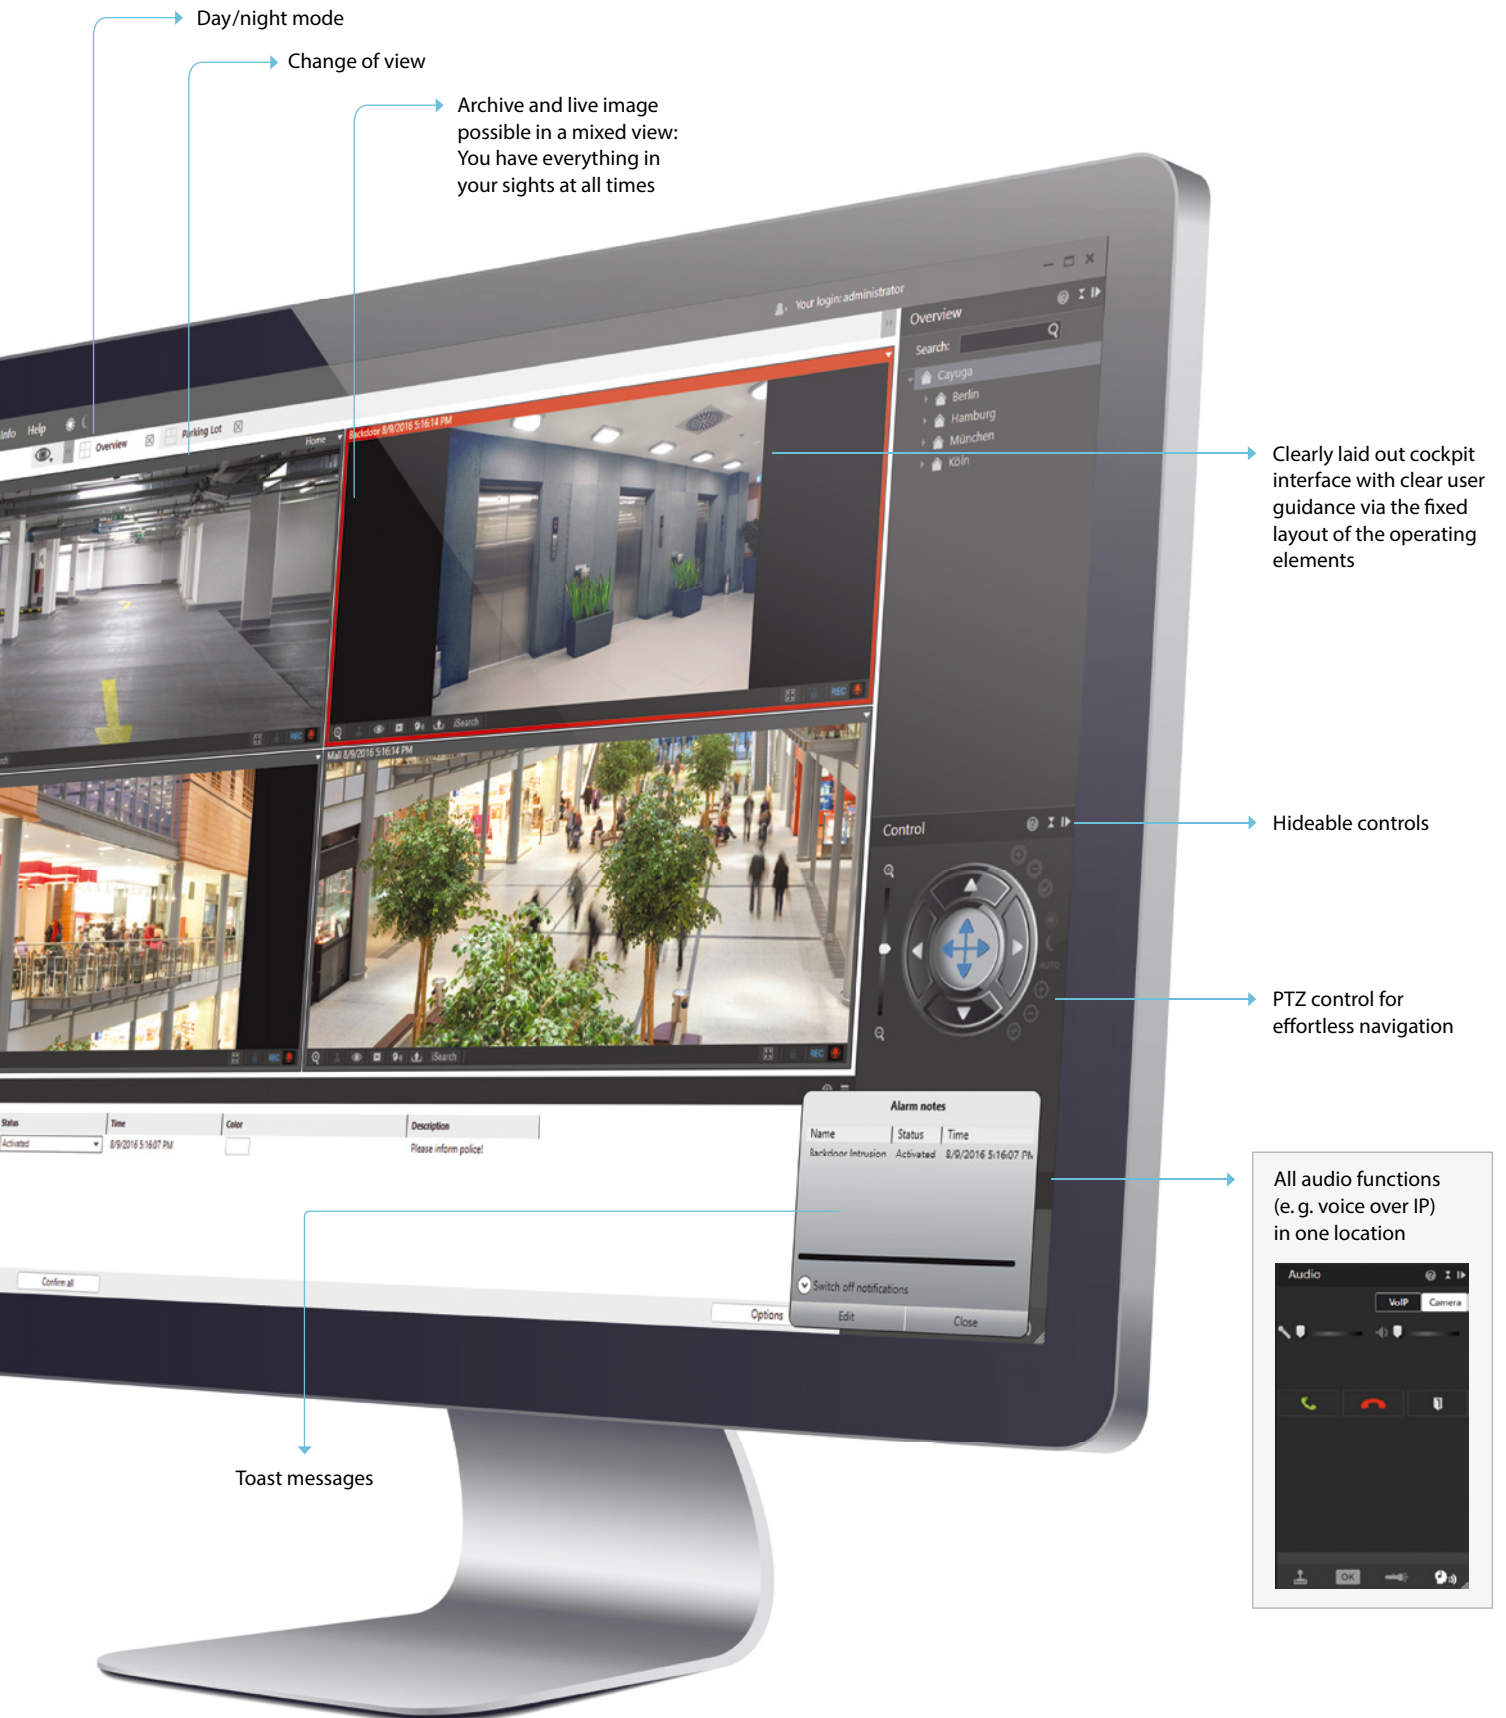 Day/night mode
Change of view
Archive and live image
possible in a mixed view:
You have everything in
your sights at all times
Your login: administrator
Overview
Search:
Cayuga
Berlin
Hamburg
München
Köln
Info Help
Overview
Parking Lot
Home
Backdoor 8/9/2016 5:16:14 PM
REC
iSearch
REC
Mall 8/9/2016 5:16:14 PM
Clearly laid out cockpit
interface with clear user
guidance via the fixed
layout of the operating
elements
Control
Hideable controls
AUTO
PTZ control for
effortless navigation
REC
iSearch
REC
Status Time Color Description
Activated 8/9/2016 5:16:07 PM Please inform police!
Alarm notes
Name Status Time
Backdoor Intrusion Activated 8/9/2016 5:16:07 PM
Switch off notifications
Edit Close
Confirm all
Options
All audio functions
(e. g. voice over IP)
in one location
Audio
VoIP Camera
OK
Toast messages